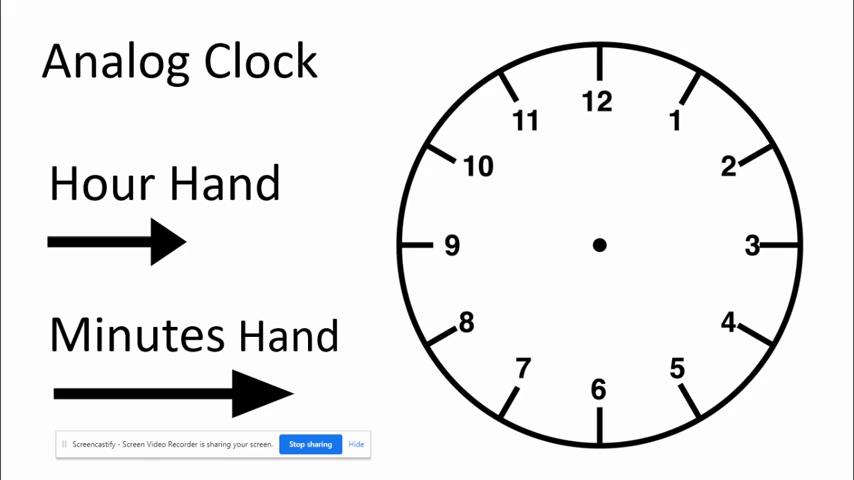 Analog Clock
Hour Hand
Minutes Hand
Screencastify - Screen Video Recorder is sharing your screen. Stop sharing Hide
12
11 1
10 2
9 3
8 4
7 5
6